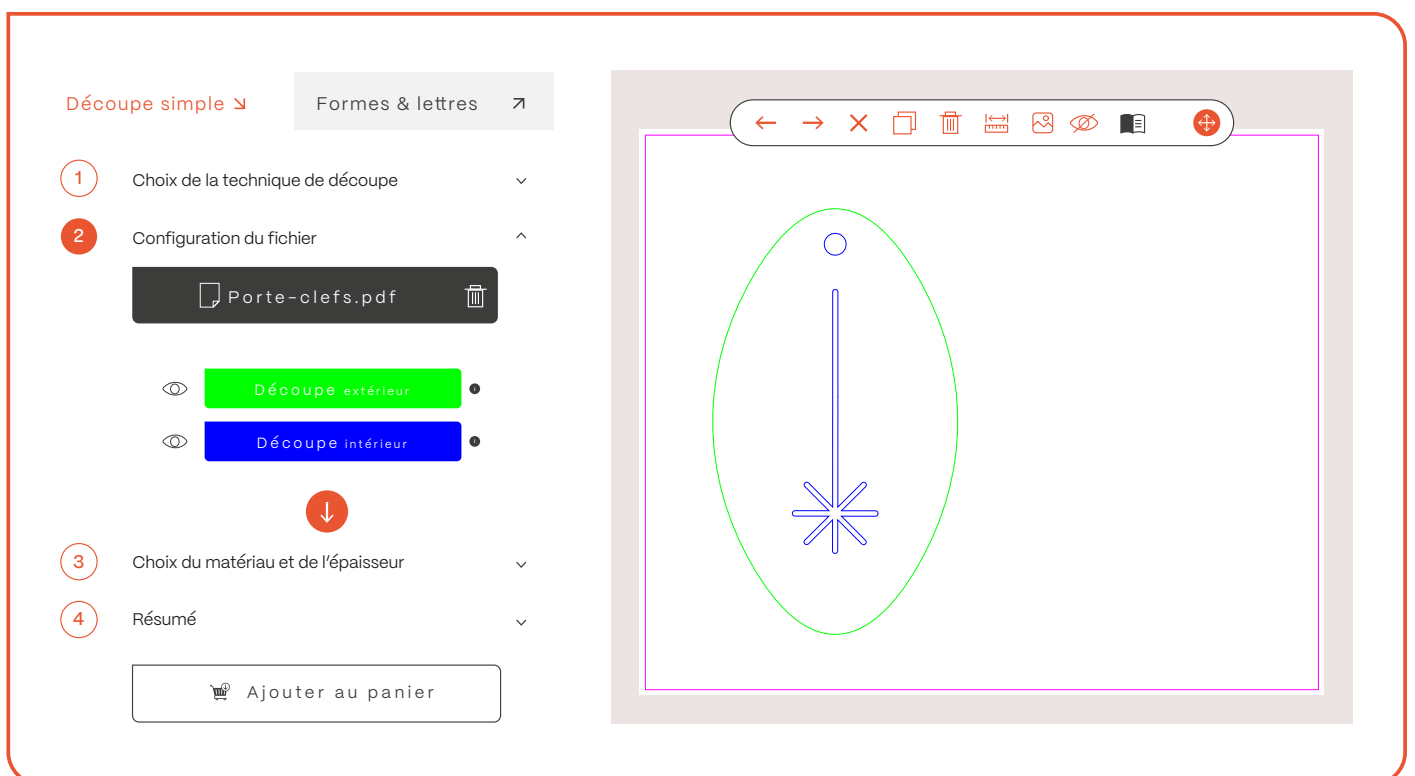 Découpe simple
Formes & lettres
1
Choix de la technique de découpe
2
Configuration du fichier
Porte-clefs.pdf
Découpe extérieur
Découpe intérieur
3
Choix du matériau et de l'épaisseur
4
Résumé
Ajouter au panier